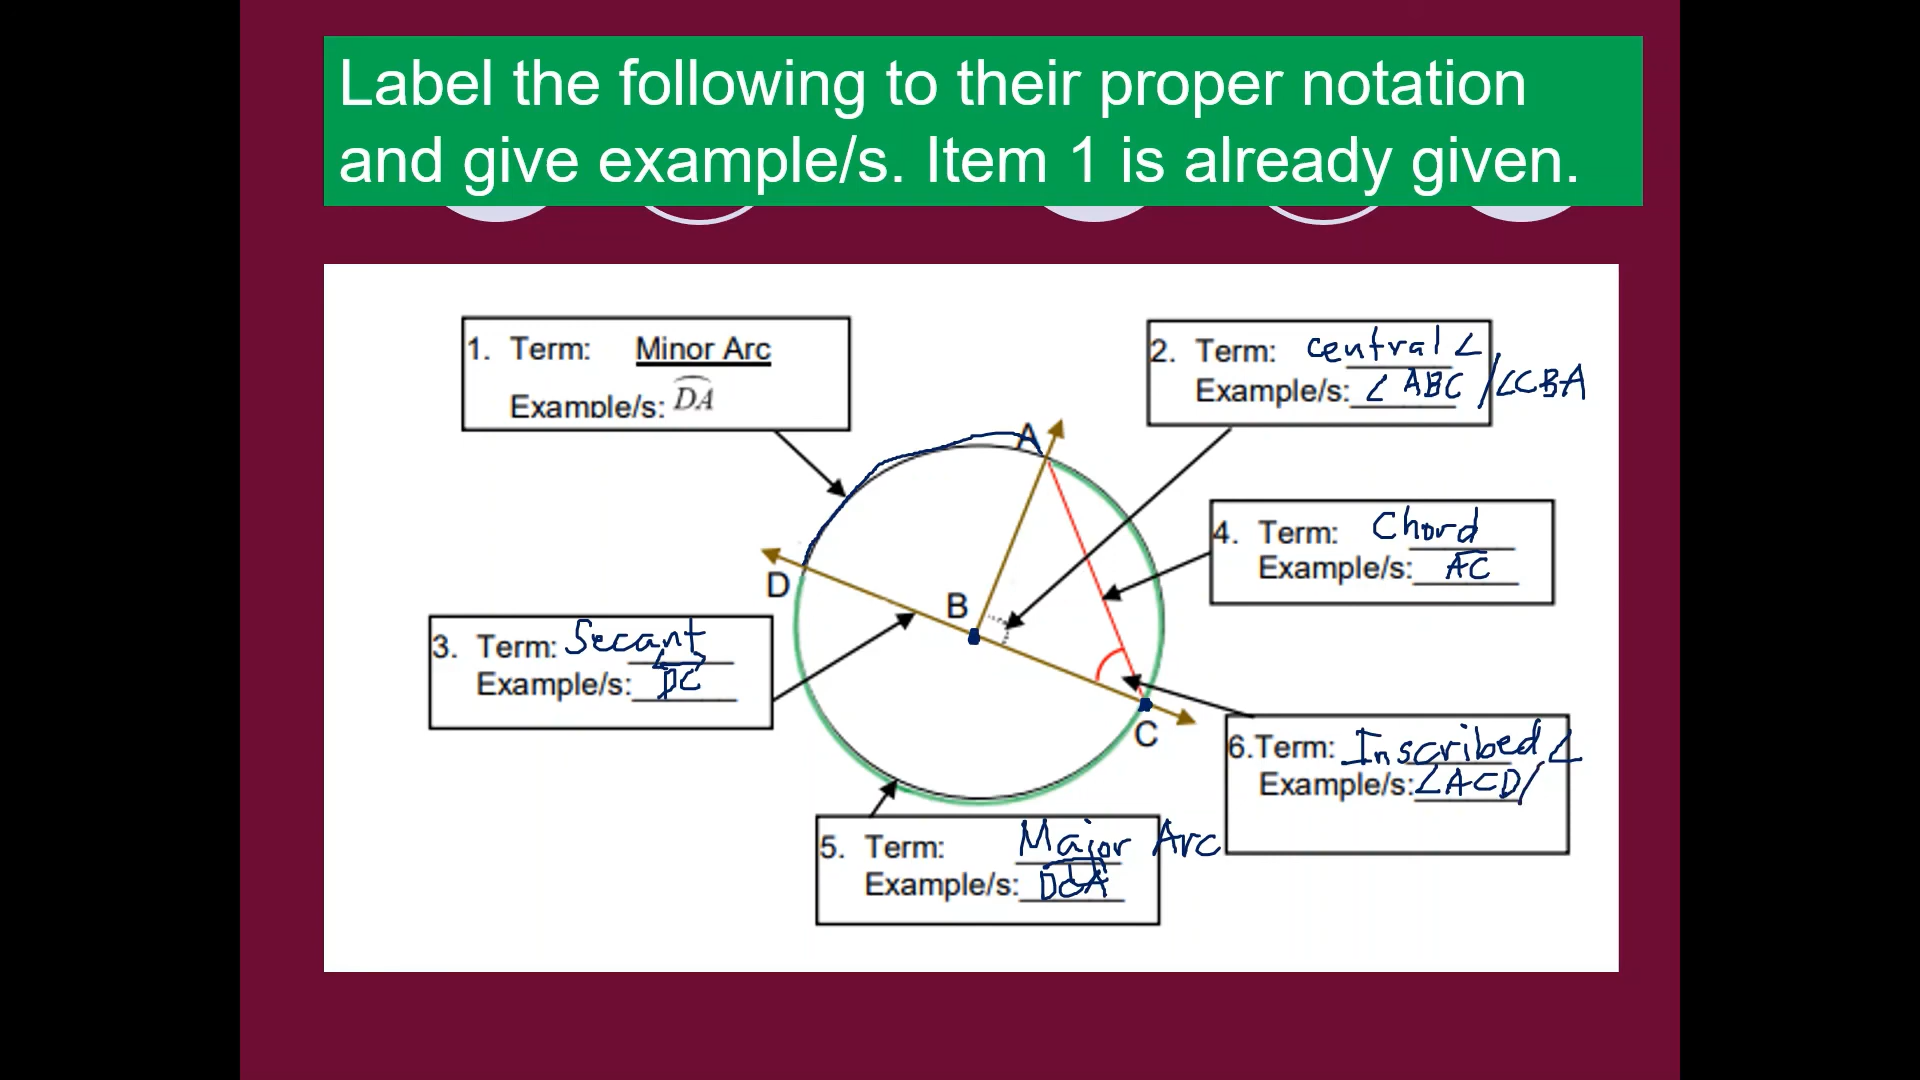 Label the following to their proper notation
and give example/s. Item 1 is already given.
1. Term: Minor Arc
Example/s: DA
2. Term: central ∠
Example/s: ∠ABC /∠CBA
A
4. Term: Chord
Example/s: AC
D
B
3. Term: Secant
Example/s: DC
C
6.Term: Inscribed ∠
Example/s: ∠ACD/
5. Term: Major Arc
Example/s: DCA